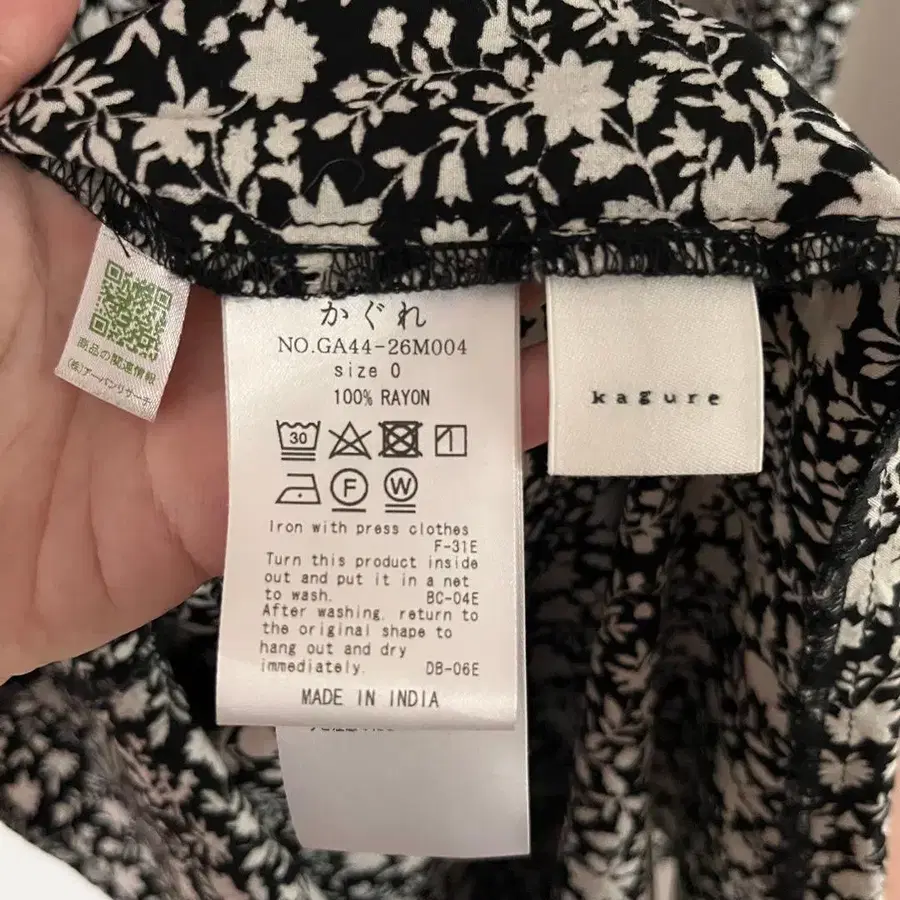 商品の関連情報
(株)アーバンリサーチ
かぐれ
NO.GA44-26M004
size 0
100% RAYON
30
F
W
Iron with press clothes
F-31E
Turn this product inside
out and put it in a net
to wash. BC-04E
After washing, return to
the original shape to
hang out and dry
immediately. DB-06E
MADE IN INDIA
kagure